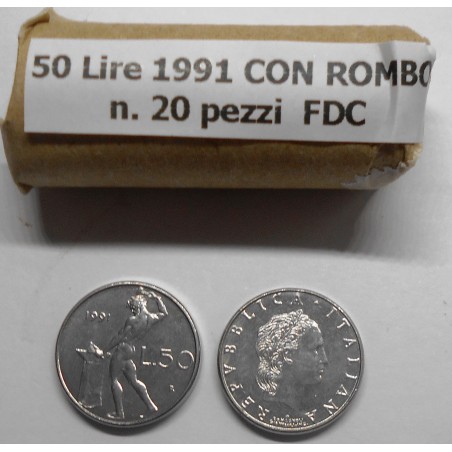 50 Lire 1991 CON ROMBO
n. 20 pezzi FDC
1991
L.50
R
REPVBBLICA ITALIANA